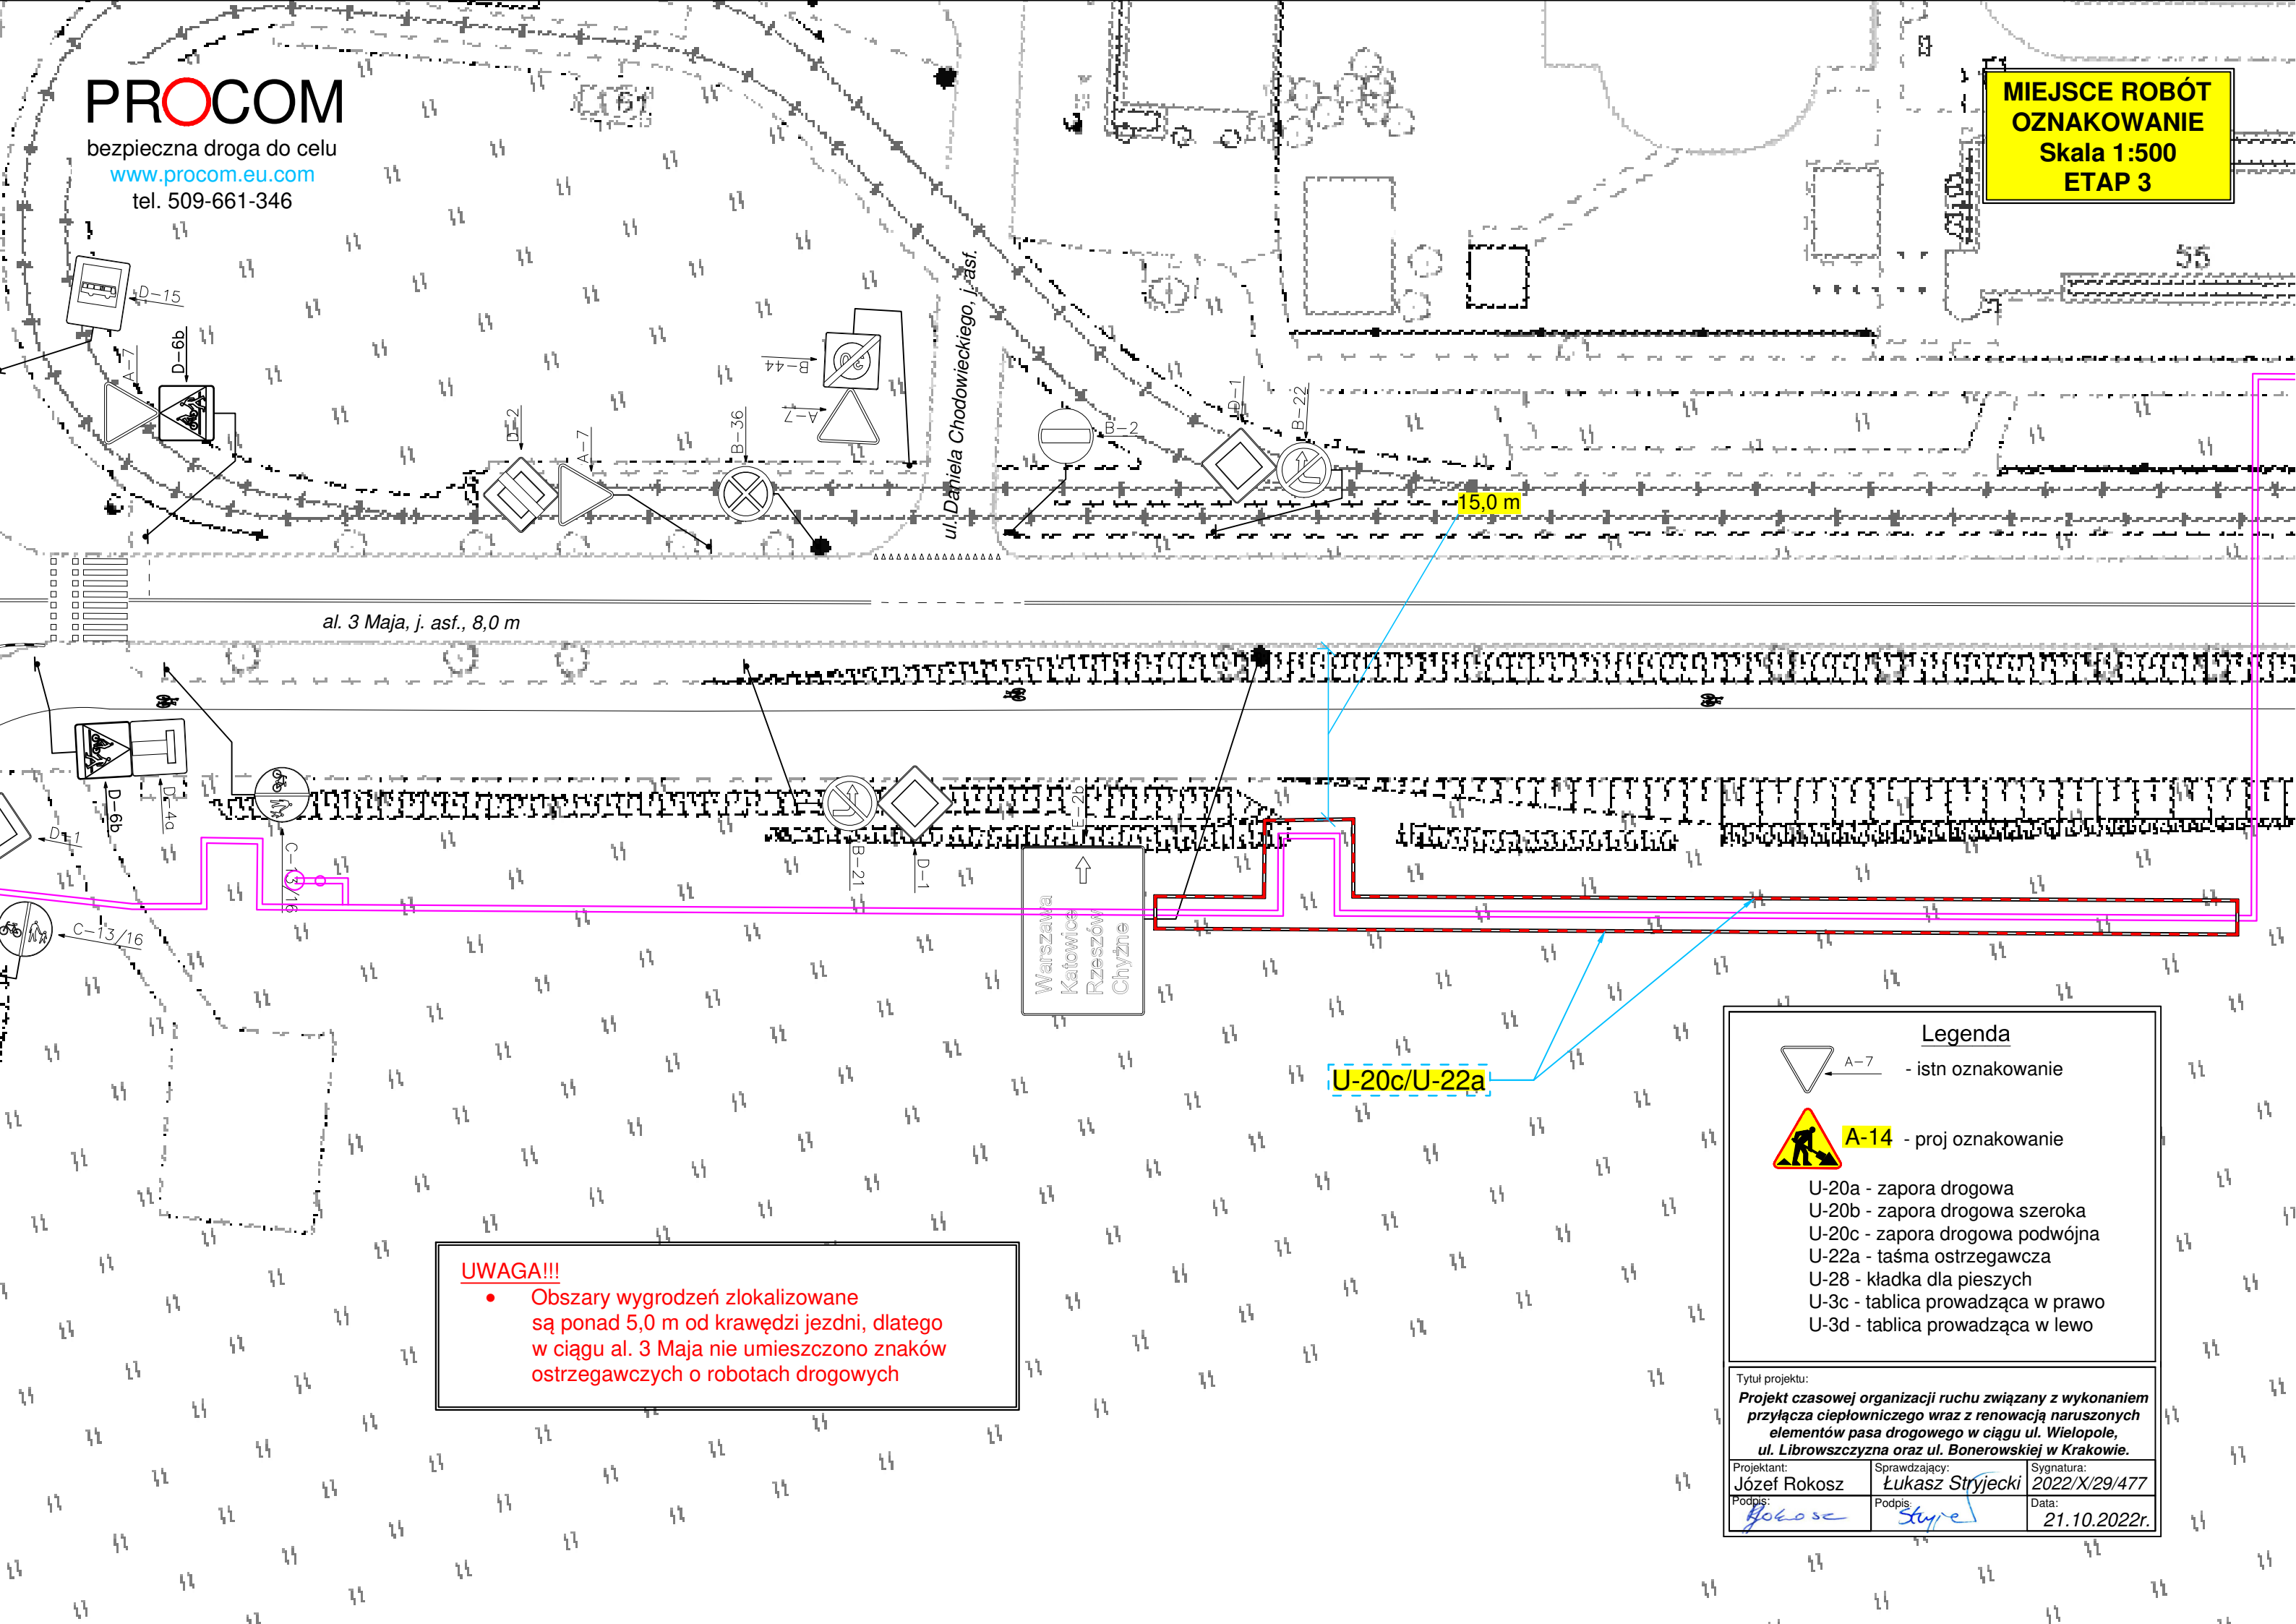 PROCOM
bezpieczna droga do celu
www.procom.eu.com
tel. 509-661-346
MIEJSCE ROBÓT
OZNAKOWANIE
Skala 1:500
ETAP 3
61
55
D-15
A-7
D-6b
D-2
A-7
B-36
B-44
A-7
ul. Daniela Chodowieckiego, j. asf.
B-2
D-1
B-22
15,0 m
al. 3 Maja, j. asf., 8,0 m
D-6b
D-4a
D-1
C-13/16
C-13/16
B-21
D-1
E-2b
Warszawa
Katowice
Rzeszów
Chyżne
U-20c/U-22a
Legenda
A-7 - istn oznakowanie
A-14 - proj oznakowanie
U-20a - zapora drogowa
U-20b - zapora drogowa szeroka
U-20c - zapora drogowa podwójna
U-22a - taśma ostrzegawcza
U-28 - kładka dla pieszych
U-3c - tablica prowadząca w prawo
U-3d - tablica prowadząca w lewo
UWAGA!!!
• Obszary wygrodzeń zlokalizowane
są ponad 5,0 m od krawędzi jezdni, dlatego
w ciągu al. 3 Maja nie umieszczono znaków
ostrzegawczych o robotach drogowych
Tytuł projektu:
Projekt czasowej organizacji ruchu związany z wykonaniem
przyłącza ciepłowniczego wraz z renowacją naruszonych
elementów pasa drogowego w ciągu ul. Wielopole,
ul. Librowszczyzna oraz ul. Bonerowskiej w Krakowie.
Projektant:
Józef Rokosz
Sprawdzający:
Łukasz Stryjecki
Sygnatura:
2022/X/29/477
Podpis:
Podpis:
Data:
21.10.2022r.